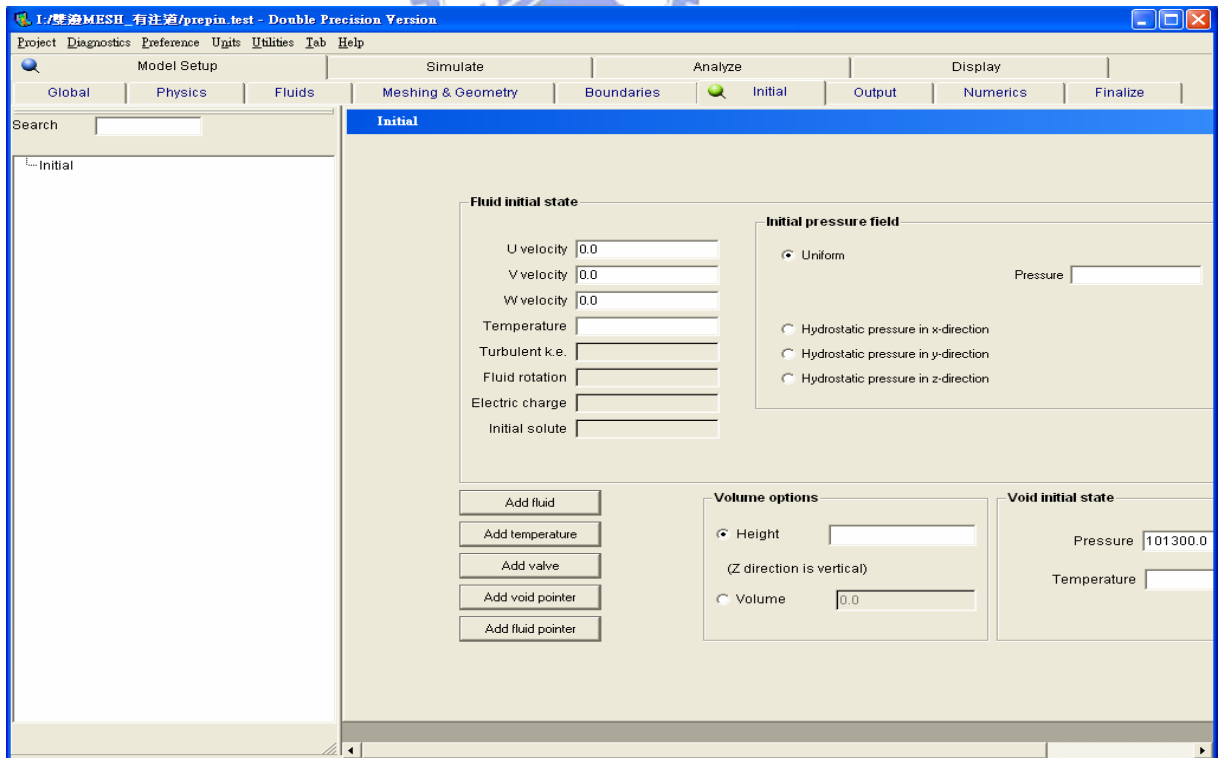 I:/雙澆MESH_有注道/prepin.test - Double Precision Version
Project Diagnostics Preference Units Utilities Tab Help
Model Setup Simulate Analyze Display
Global Physics Fluids Meshing & Geometry Boundaries Initial Output Numerics Finalize
Search
Initial
Initial
Fluid initial state
U velocity 0.0
V velocity 0.0
W velocity 0.0
Temperature
Turbulent k.e.
Fluid rotation
Electric charge
Initial solute
Initial pressure field
Uniform
Pressure
Hydrostatic pressure in x-direction
Hydrostatic pressure in y-direction
Hydrostatic pressure in z-direction
Add fluid
Add temperature
Add valve
Add void pointer
Add fluid pointer
Volume options
Height
(Z direction is vertical)
Volume 0.0
Void initial state
Pressure 101300.0
Temperature